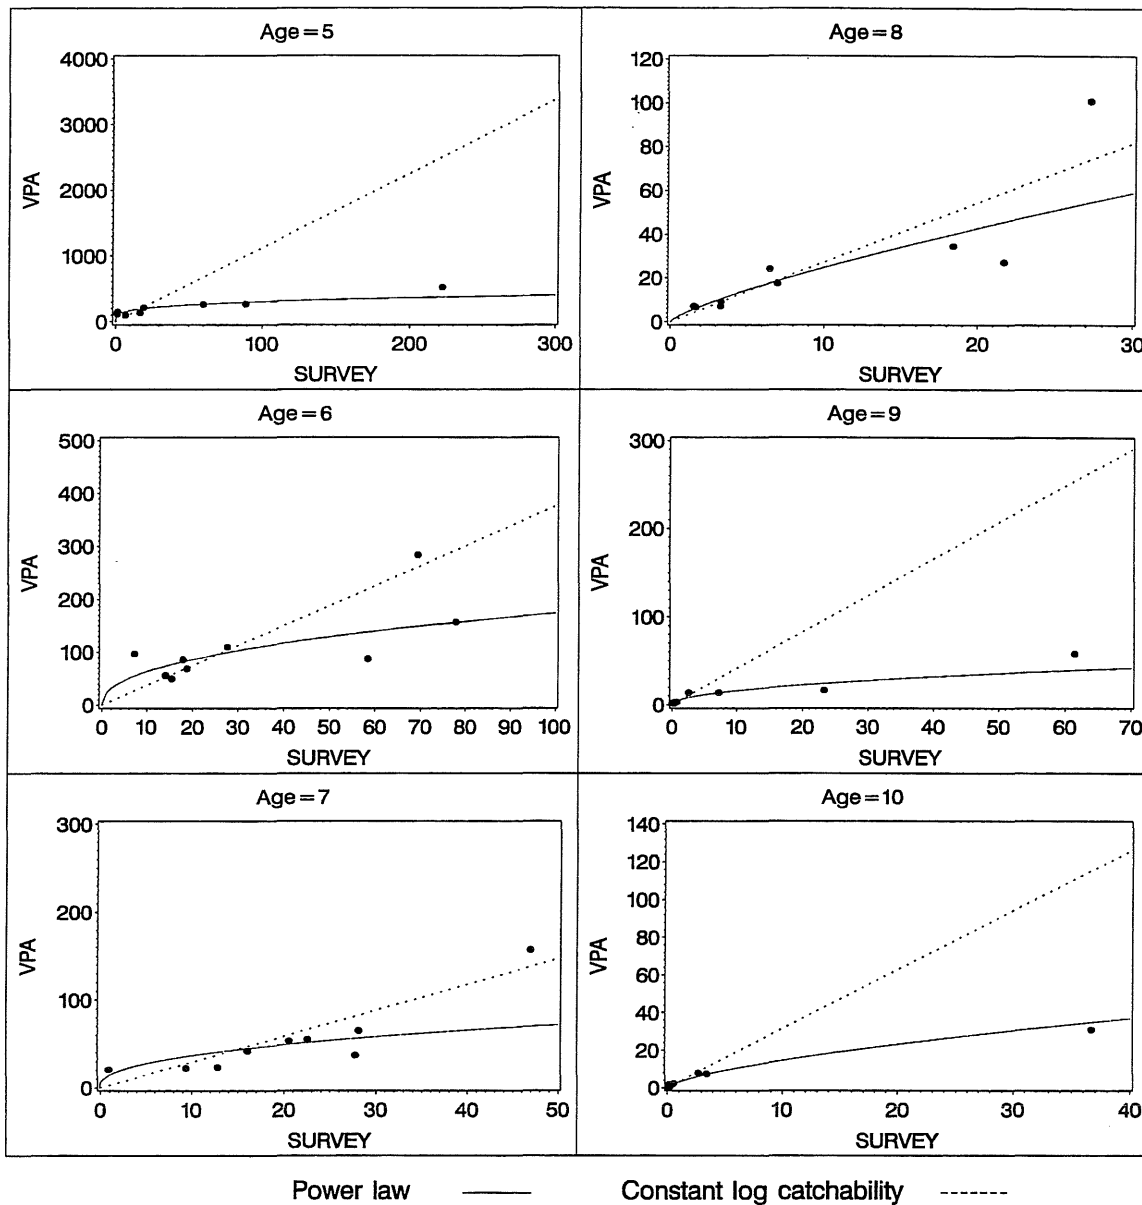 Age=5
4000
3000
2000
1000
0
VPA
0 100 200 300
SURVEY
Age=8
120
100
80
60
40
20
0
VPA
0 10 20 30
SURVEY
Age=6
500
400
300
200
100
0
VPA
0 10 20 30 40 50 60 70 80 90 100
SURVEY
Age=9
300
200
100
0
VPA
0 10 20 30 40 50 60 70
SURVEY
Age=7
300
200
100
0
VPA
0 10 20 30 40 50
SURVEY
Age=10
140
120
100
80
60
40
20
0
VPA
0 10 20 30 40
SURVEY
Power law Constant log catchability